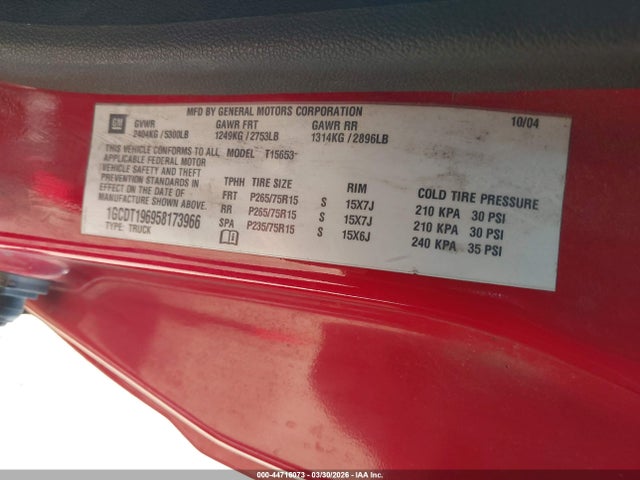 MFD BY GENERAL MOTORS CORPORATION
10/04
GM
GVWR GAWR FRT GAWR RR
2404KG / 5300LB 1249KG / 2753LB 1314KG / 2896LB
THIS VEHICLE CONFORMS TO ALL MODEL T15653
APPLICABLE FEDERAL MOTOR
VEHICLE SAFETY AND THEFT
PREVENTION STANDARDS IN
EFFECT ON THE DATE OF
MANUFACTURE SHOWN ABOVE.
1GCDT196958173966
TYPE: TRUCK
TPHH TIRE SIZE RIM COLD TIRE PRESSURE
FRT P265/75R15 S 15X7J 210 KPA 30 PSI
RR P265/75R15 S 15X7J 210 KPA 30 PSI
SPA P235/75R15 S 15X6J 240 KPA 35 PSI
000-44716073 — 03/30/2026 — IAAI, INC.